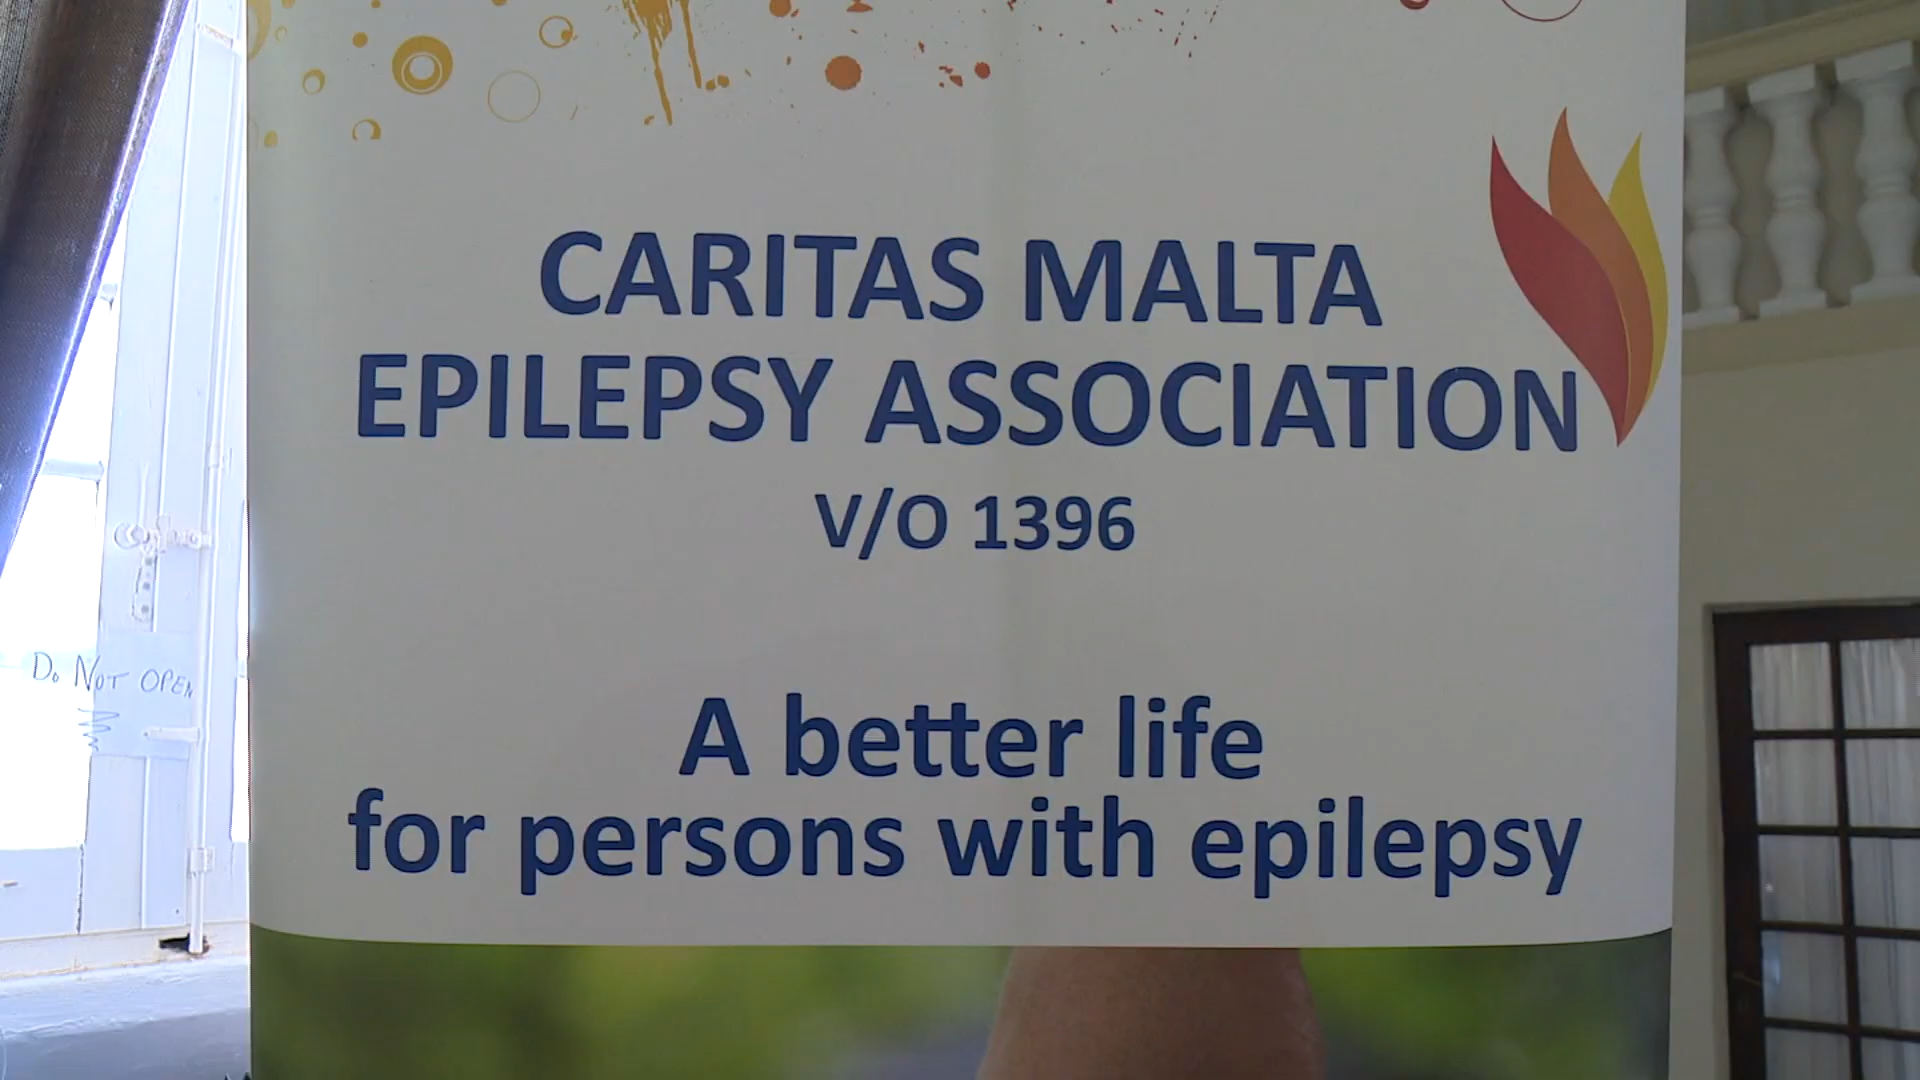 CARITAS MALTA
EPILEPSY ASSOCIATION
V/O 1396
A better life
for persons with epilepsy
Do NOT OPEN